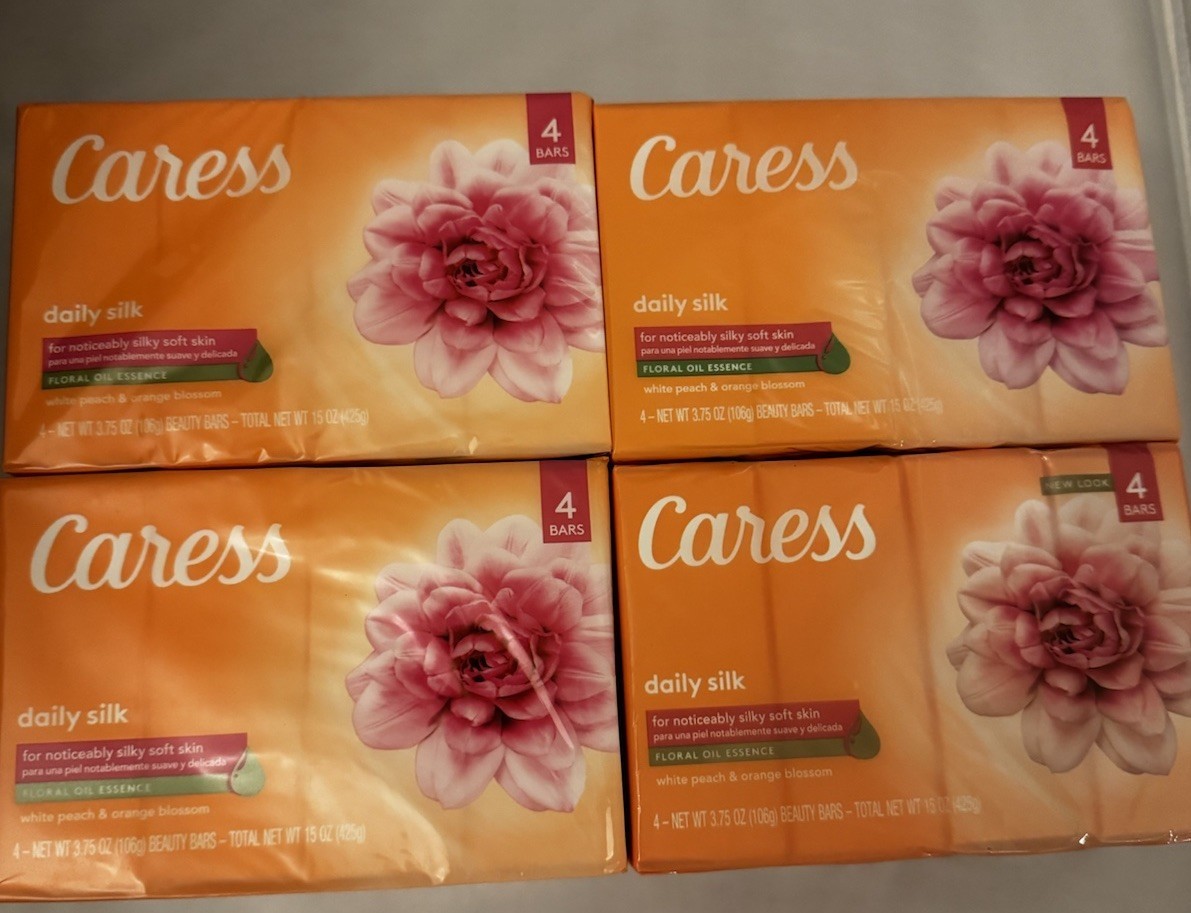 Caress
4
BARS
daily silk
for noticeably silky soft skin
para una piel notablemente suave y delicada
FLORAL OIL ESSENCE
white peach & orange blossom
4 – NET WT 3.75 OZ (106g) BEAUTY BARS – TOTAL NET WT 15 OZ (425g)
Caress
4
BARS
daily silk
for noticeably silky soft skin
para una piel notablemente suave y delicada
FLORAL OIL ESSENCE
white peach & orange blossom
4 – NET WT 3.75 OZ (106g) BEAUTY BARS – TOTAL NET WT 15 OZ (425g)
Caress
4
BARS
daily silk
for noticeably silky soft skin
para una piel notablemente suave y delicada
FLORAL OIL ESSENCE
white peach & orange blossom
4 – NET WT 3.75 OZ (106g) BEAUTY BARS – TOTAL NET WT 15 OZ (425g)
Caress
NEW LOOK
4
BARS
daily silk
for noticeably silky soft skin
para una piel notablemente suave y delicada
FLORAL OIL ESSENCE
white peach & orange blossom
4 – NET WT 3.75 OZ (106g) BEAUTY BARS – TOTAL NET WT 15 OZ (425g)